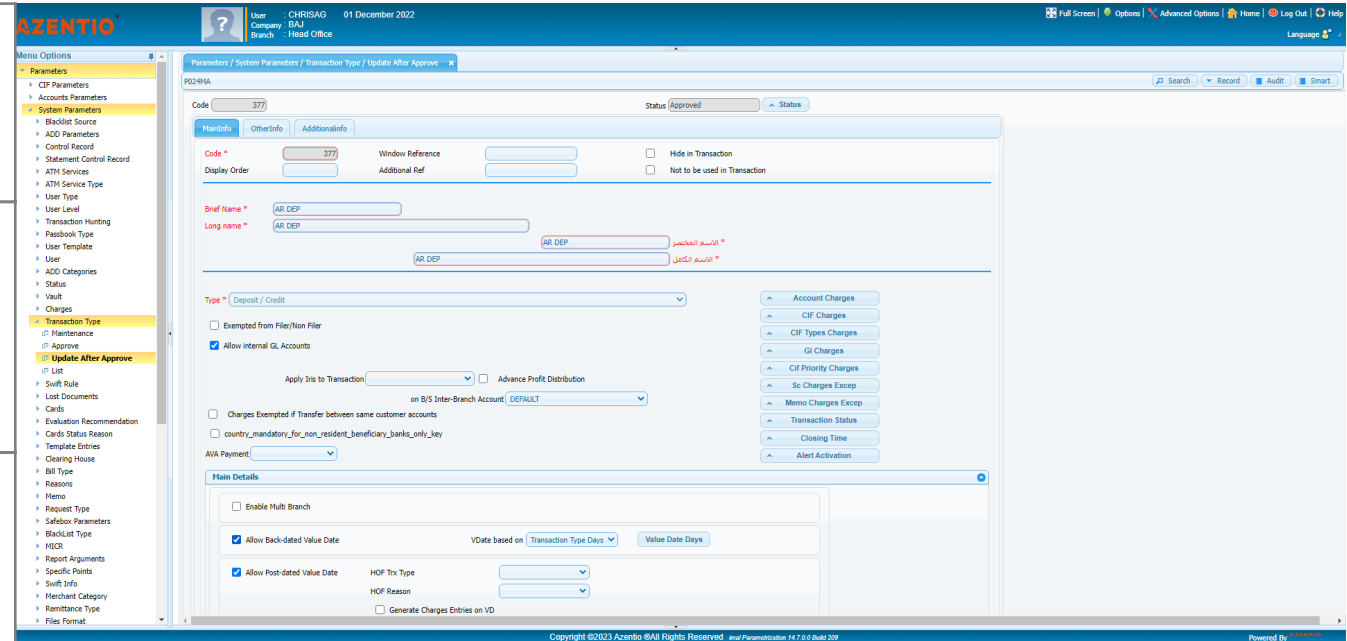 AZENTIO
User : CHRISAG 01 December 2022
Company : BAJ
Branch : Head Office
Full Screen | Options | Advanced Options | Home | Log Out | Help
Language
Menu Options
Parameters
CIF Parameters
Accounts Parameters
System Parameters
Blacklist Source
ADD Parameters
Control Record
Statement Control Record
ATM Services
ATM Service Type
User Type
User Level
Transaction Hunting
Passbook Type
User Template
User
ADD Categories
Status
Vault
Charges
Transaction Type
Maintenance
Approve
Update After Approve
List
Swift Rule
Lost Documents
Cards
Evaluation Recommendation
Cards Status Reason
Template Entries
Clearing House
Bill Type
Reasons
Memo
Request Type
Safebox Parameters
BlackList Type
MICR
Report Arguments
Specific Points
Swift Info
Merchant Category
Remittance Type
Files Format
Parameters / System Parameters / Transaction Type / Update After Approve x
P024MA
Search Record Audit Smart
Code 377 Status Approved Status
MainInfo OtherInfo Additionalinfo
Code * 377 Window Reference Hide in Transaction
Display Order Additional Ref Not to be used in Transaction
Brief Name * AR DEP
Long name * AR DEP
AR DEP الاسم المختصر *
AR DEP الاسم الكامل *
Type * Deposit / Credit
Exempted from Filer/Non Filer
Allow internal GL Accounts
Apply Iris to Transaction Advance Profit Distribution
on B/S Inter-Branch Account DEFAULT
Charges Exempted if Transfer between same customer accounts
country_mandatory_for_non_resident_beneficiary_banks_only_key
AVA Payment
Account Charges
CIF Charges
CIF Types Charges
Gl Charges
Cif Priority Charges
Sc Charges Excep
Memo Charges Excep
Transaction Status
Closing Time
Alert Activation
Main Details
Enable Multi Branch
Allow Back-dated Value Date VDate based on Transaction Type Days Value Date Days
Allow Post-dated Value Date HOF Trx Type
HOF Reason
Generate Charges Entries on VD
Copyright ©2023 Azentio ®All Rights Reserved imal Parametrization 14.7.0.0 Build 209
Powered By AZENTIO